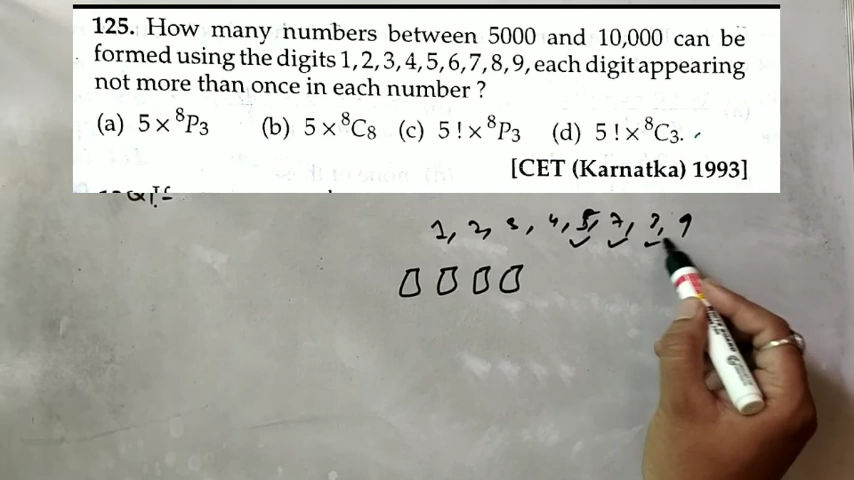 125. How many numbers between 5000 and 10,000 can be
formed using the digits 1, 2, 3, 4, 5, 6, 7, 8, 9, each digit appearing
not more than once in each number ?
(a) 5 × ⁸P₃ (b) 5 × ⁸C₈ (c) 5 ! × ⁸P₃ (d) 5 ! × ⁸C₃.
[CET (Karnatka) 1993]
1, 2, 3, 4, 5, 7, 8, 9